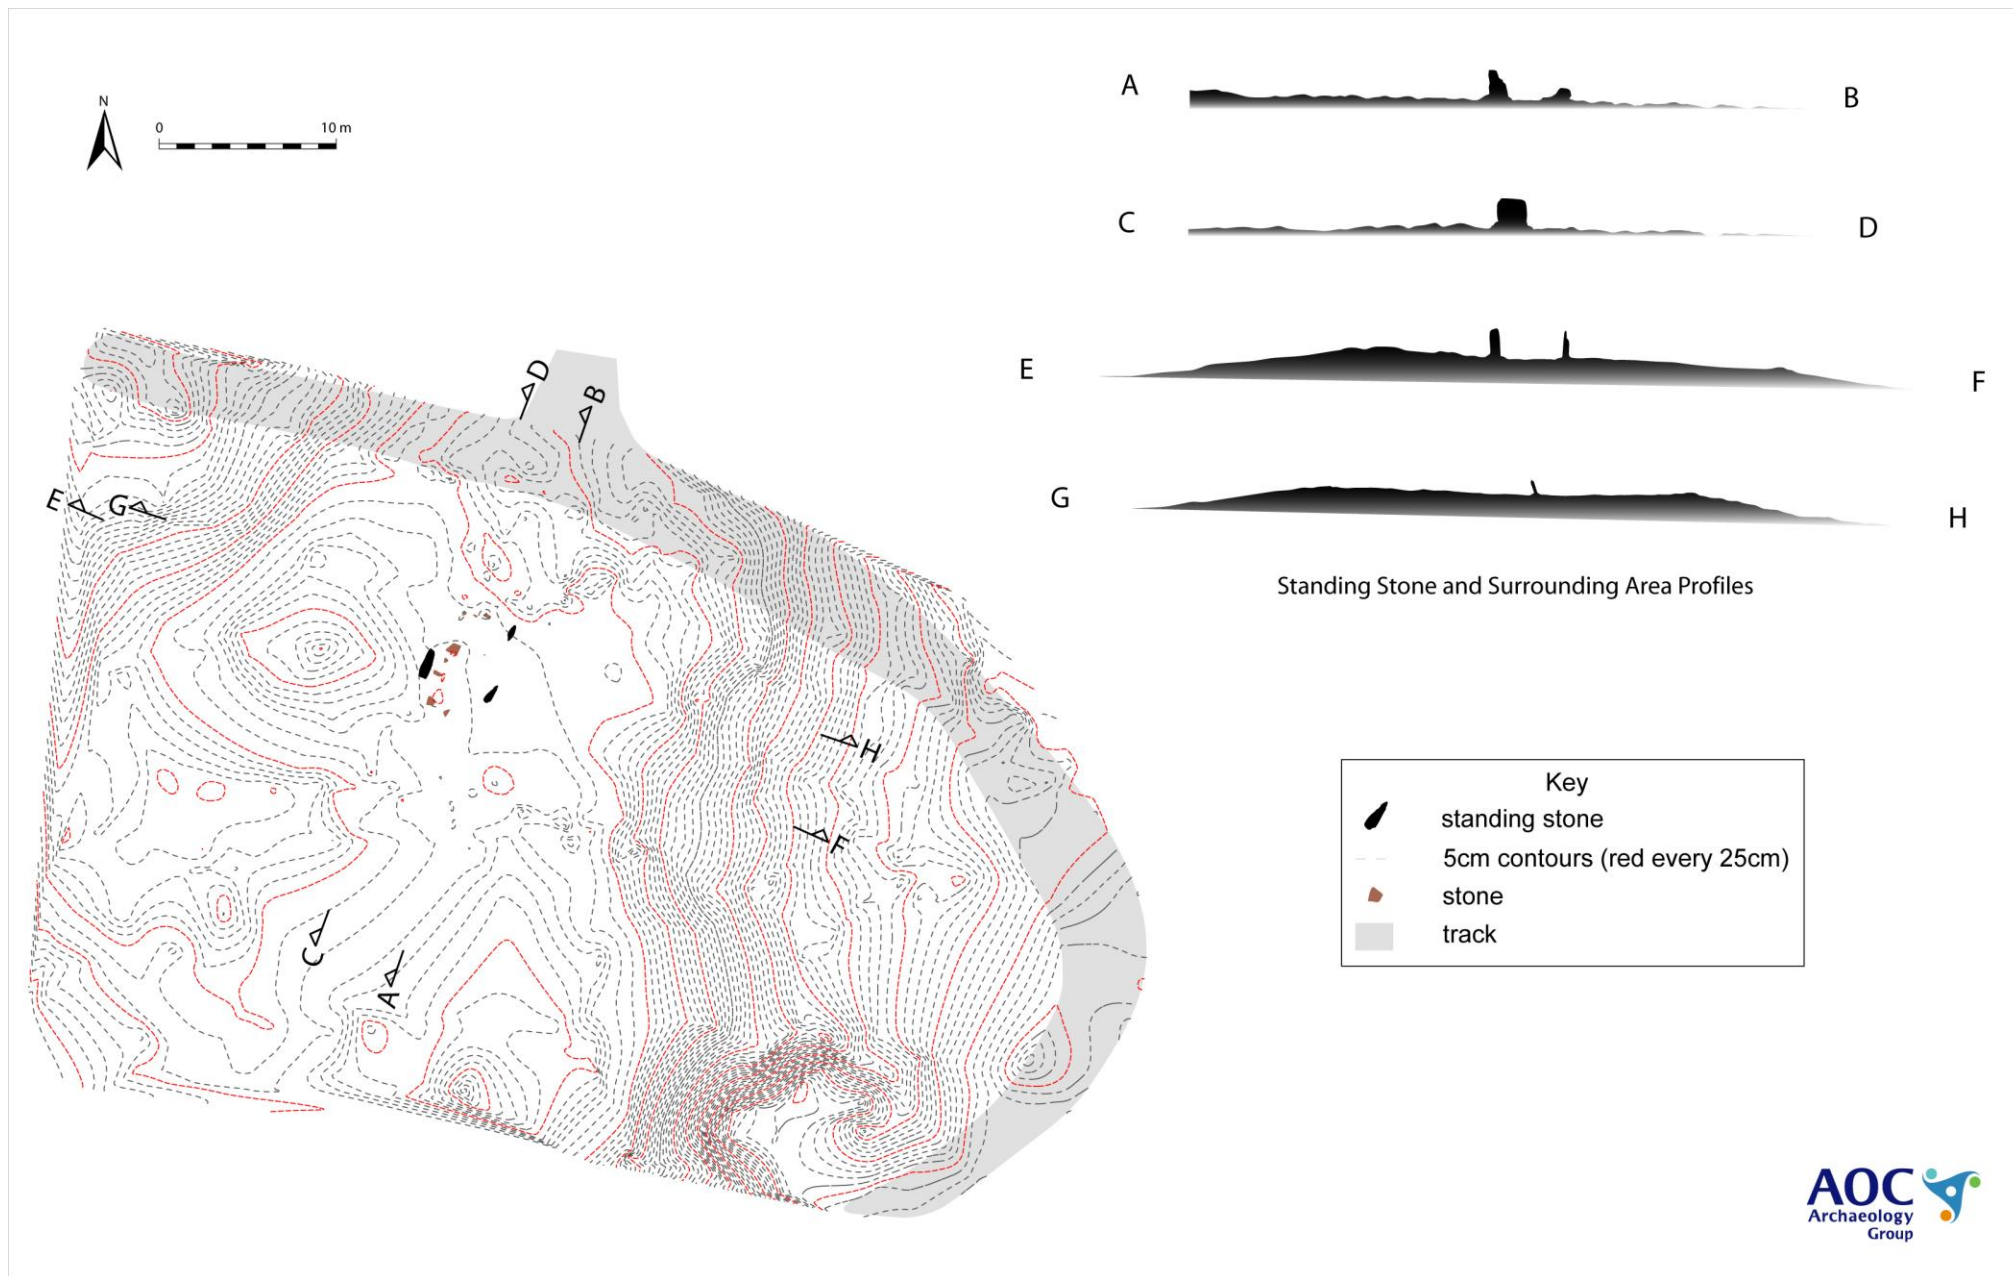 N
0 10 m
A B
C D
E F
G H
Standing Stone and Surrounding Area Profiles
D
B
E G
H
F
C
A
Key
standing stone
5cm contours (red every 25cm)
stone
track
AOC
Archaeology
Group